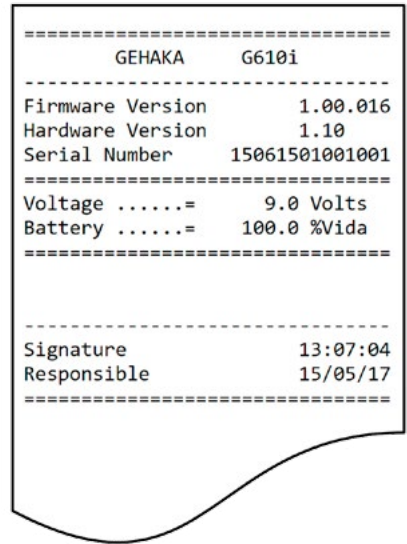 ================================
GEHAKA G610i
--------------------------------
Firmware Version 1.00.016
Hardware Version 1.10
Serial Number 15061501001001
================================
Voltage ......= 9.0 Volts
Battery ......= 100.0 %Vida
================================
--------------------------------
Signature 13:07:04
Responsible 15/05/17
================================